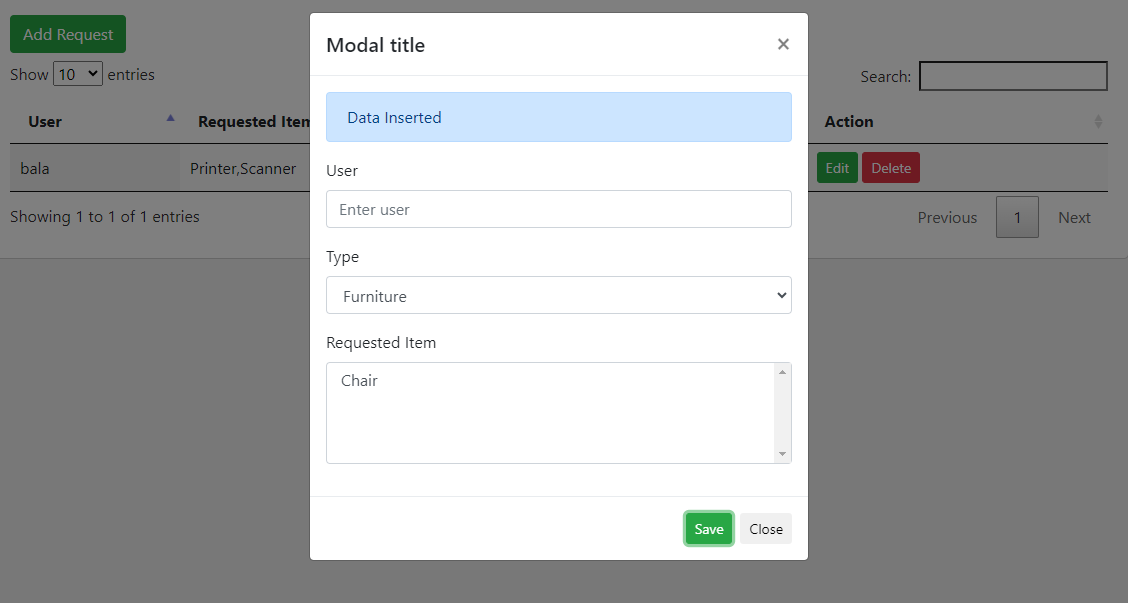 Add Request
Show 10 entries
Search:
User Requested Item Action
bala Printer,Scanner Edit Delete
Showing 1 to 1 of 1 entries
Previous 1 Next
Modal title ×
Data Inserted
User
Enter user
Type
Furniture
Requested Item
Chair
Save Close